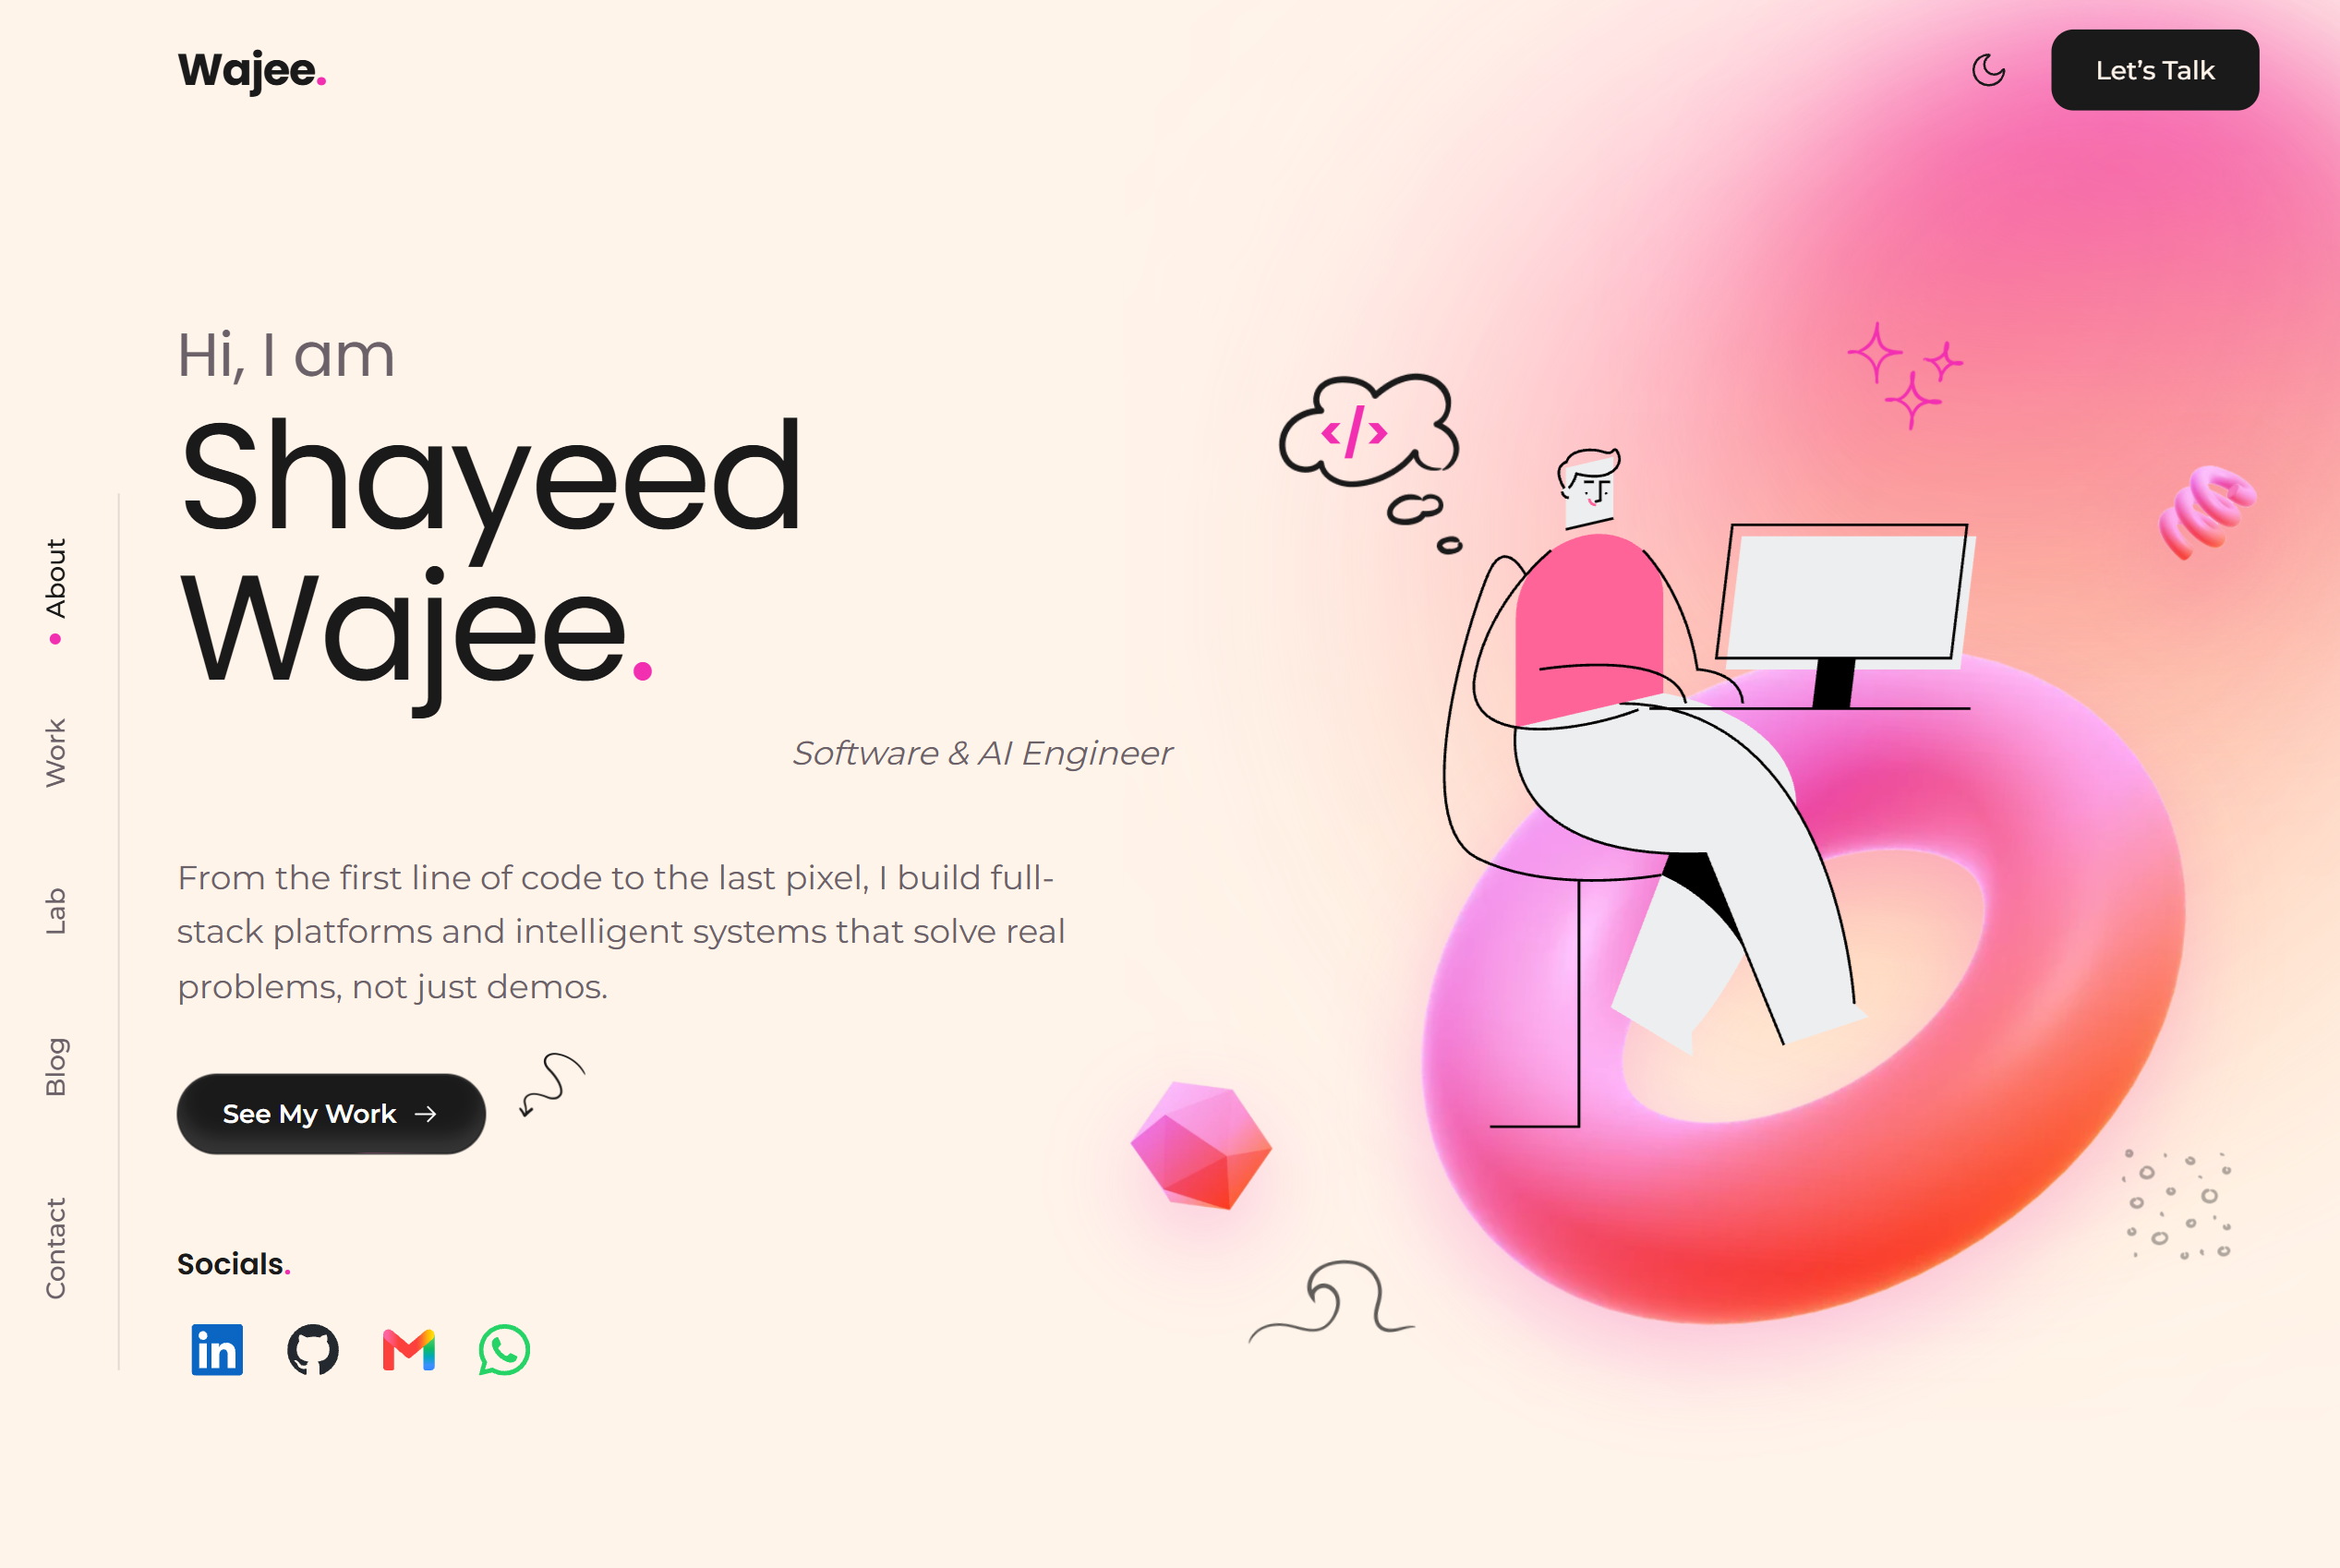 Wajee.
Let’s Talk
Hi, I am
Shayeed
Wajee.
Software & AI Engineer
From the first line of code to the last pixel, I build full-
stack platforms and intelligent systems that solve real
problems, not just demos.
See My Work →
Socials.
About
Work
Lab
Blog
Contact
</>
in